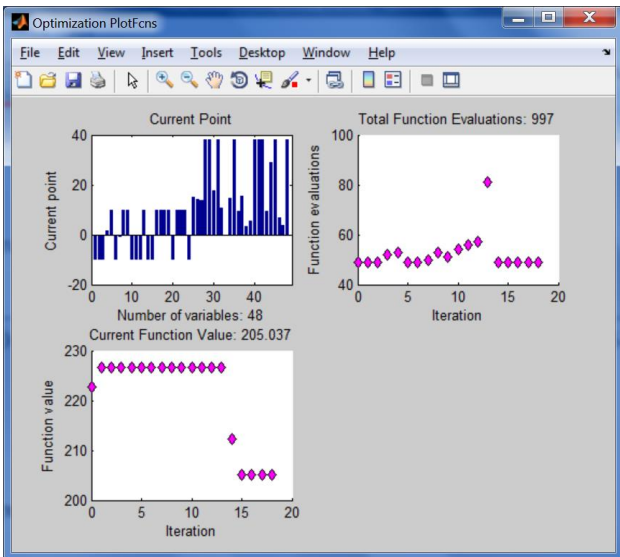 Optimization PlotFcns
File Edit View Insert Tools Desktop Window Help
Current Point
40
20
0
-20
Current point
0 10 20 30 40
Number of variables: 48
Total Function Evaluations: 997
100
80
60
40
Function evaluations
0 5 10 15 20
Iteration
Current Function Value: 205.037
230
220
210
200
Function value
0 5 10 15 20
Iteration